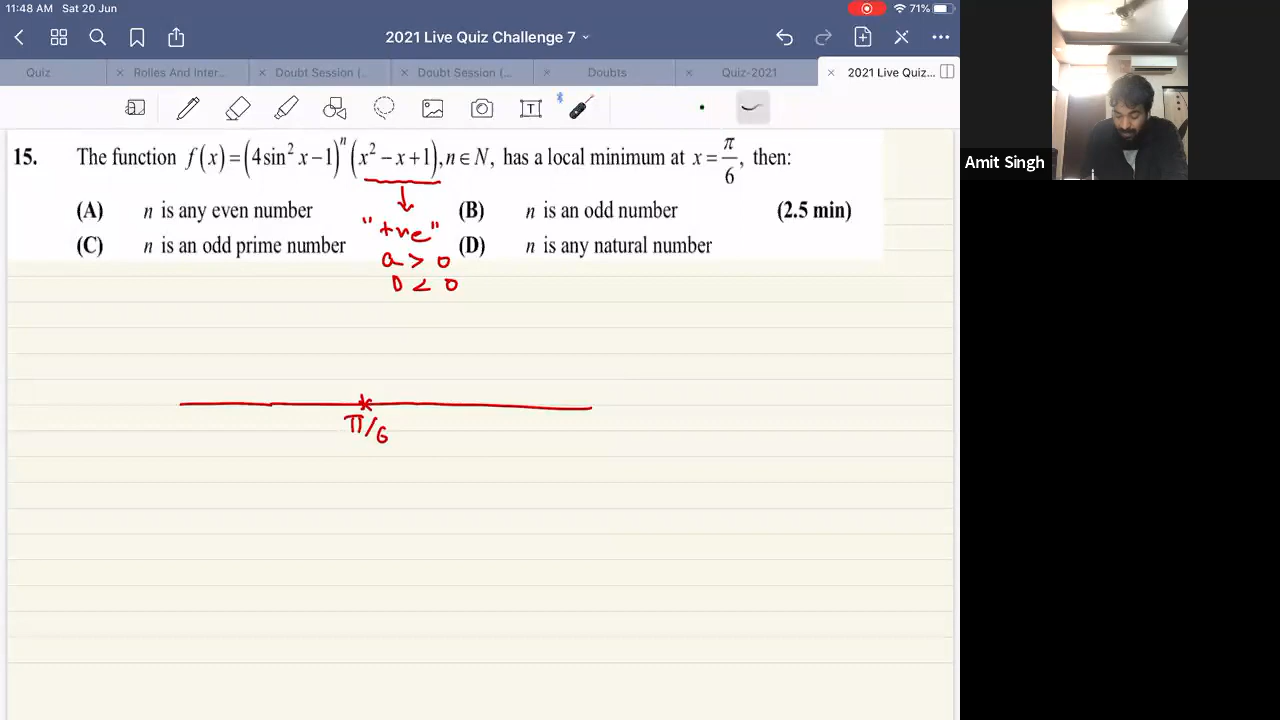 11:48 AM Sat 20 Jun
71%
2021 Live Quiz Challenge 7
Quiz
Rolles And Inter...
Doubt Session (...
Doubt Session (...
Doubts
Quiz-2021
2021 Live Quiz...
15. The function f(x)=(4sin² x−1)ⁿ(x²−x+1), n∈N, has a local minimum at x=π/6, then:
(A) n is any even number (B) n is an odd number (2.5 min)
(C) n is an odd prime number (D) n is any natural number
"+ve"
a > 0
D < 0
π/6
Amit Singh